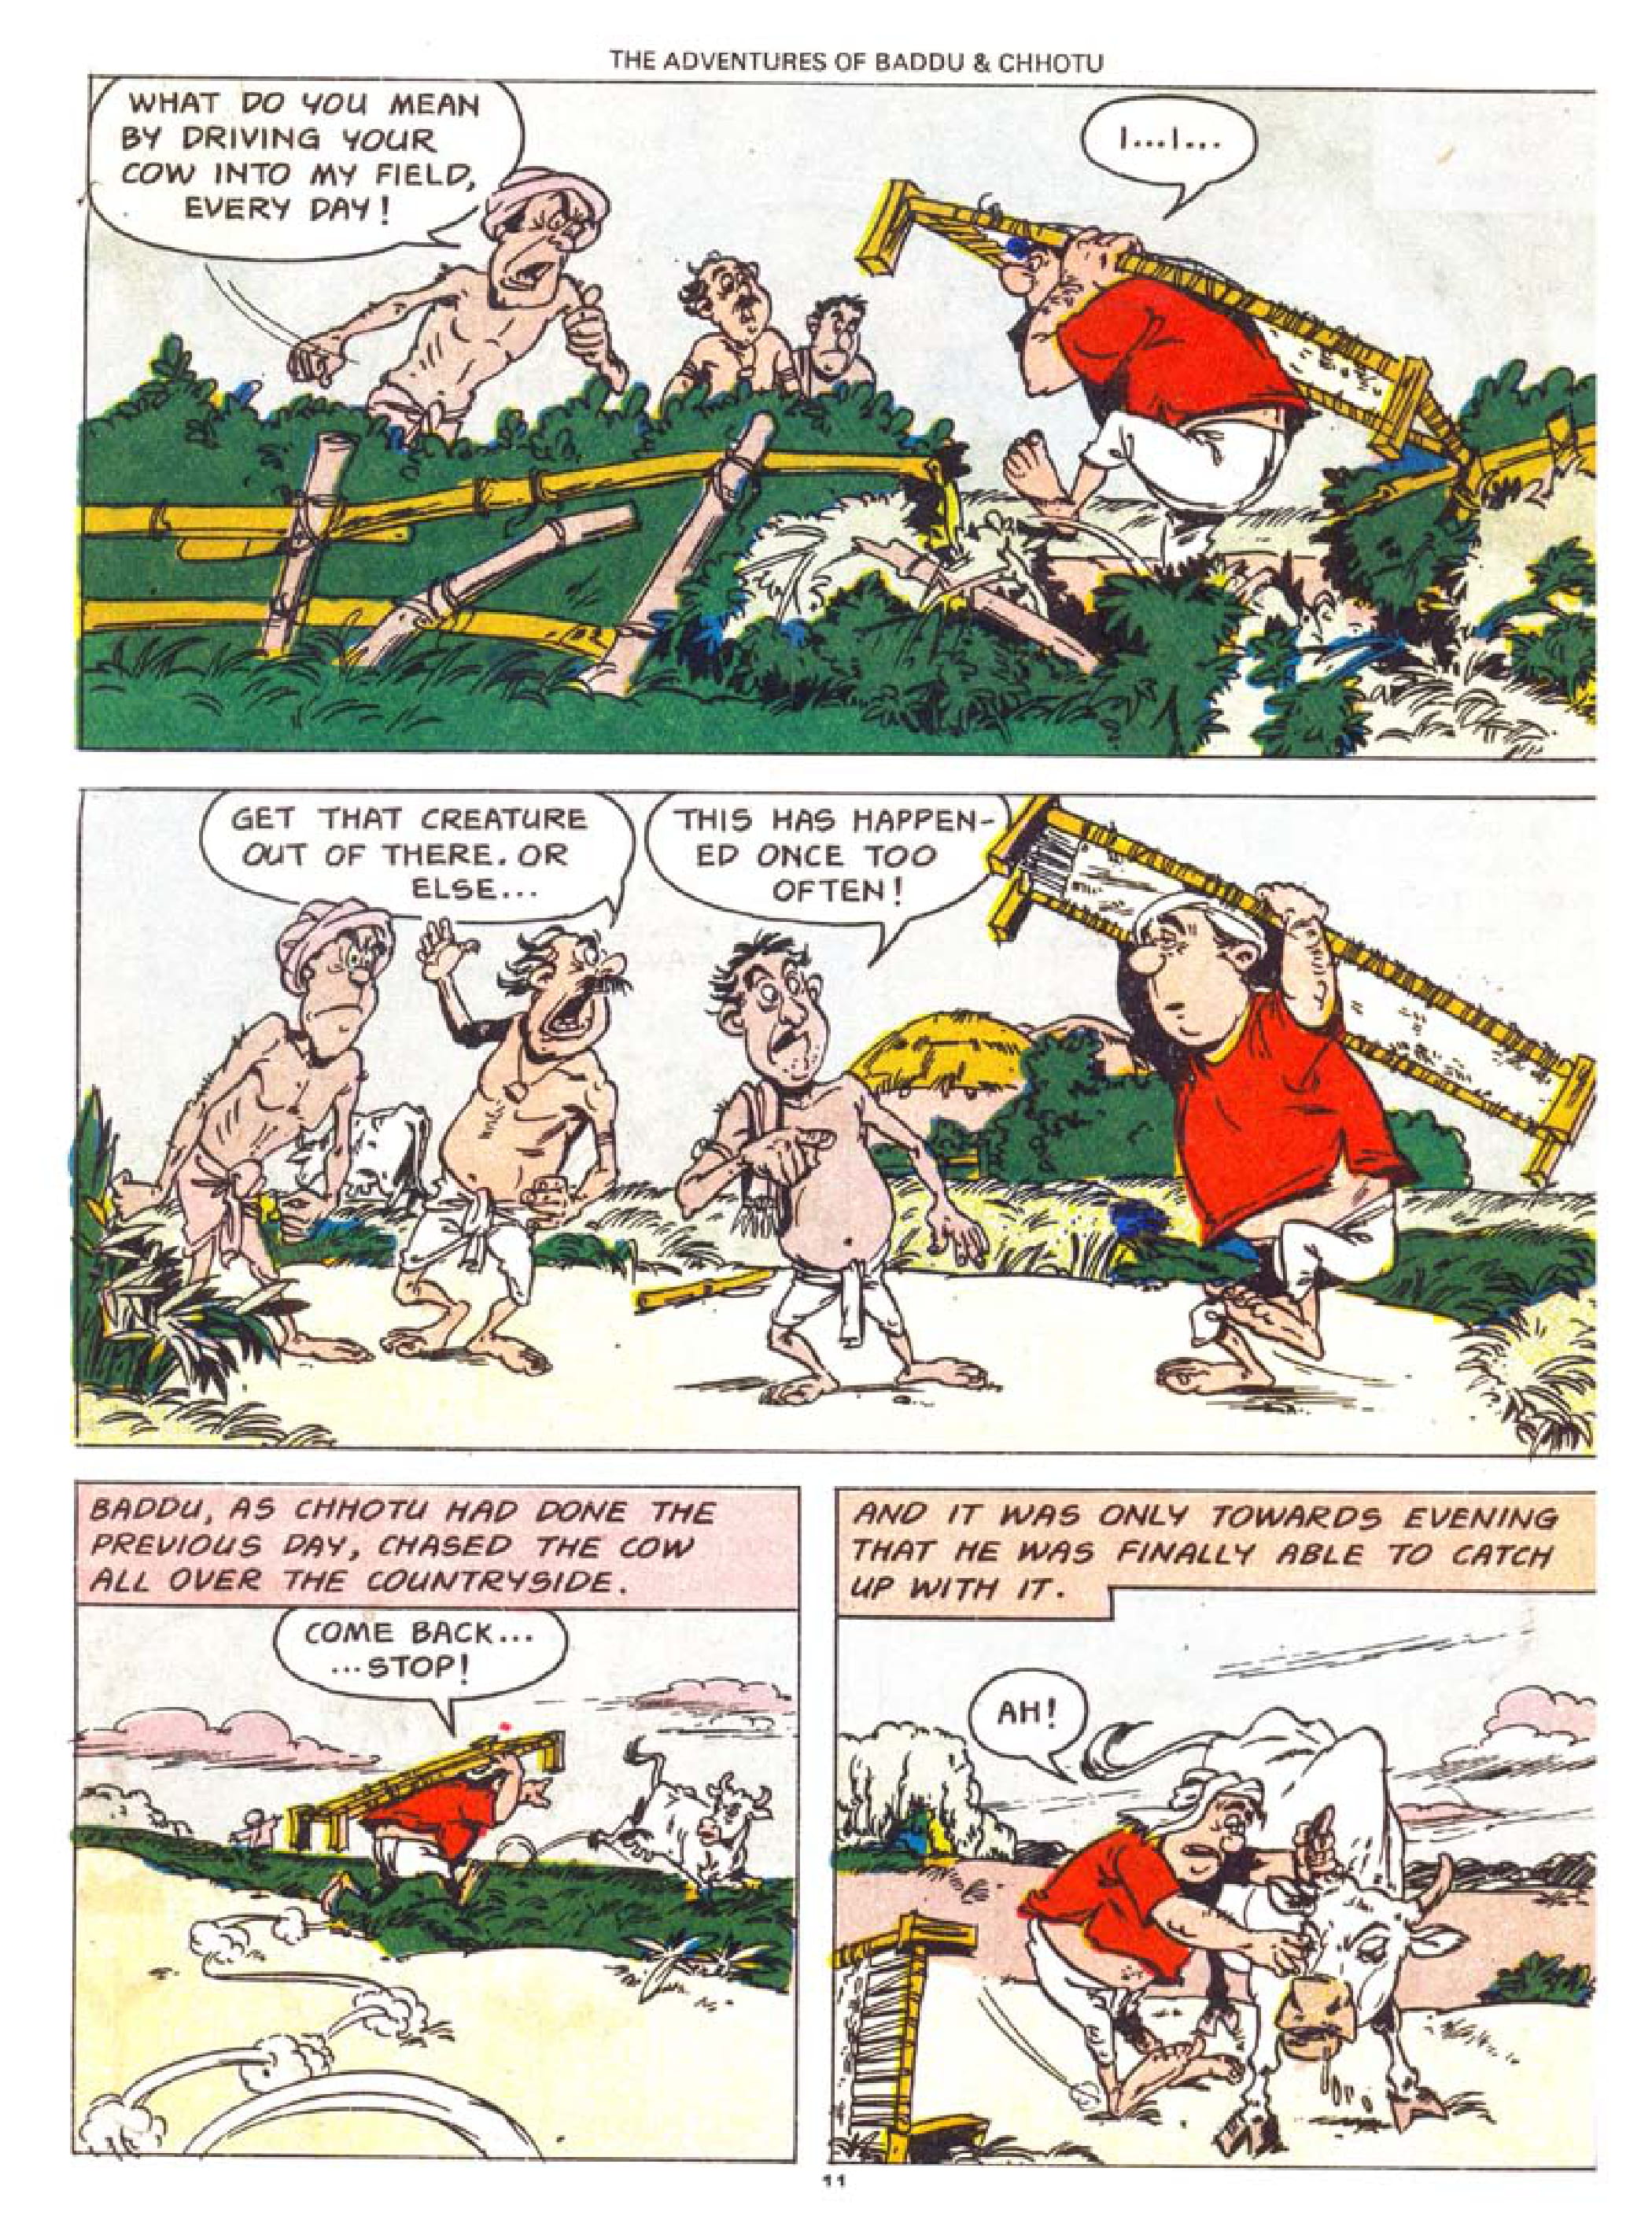 THE ADVENTURES OF BADDU & CHHOTU
WHAT DO YOU MEAN
BY DRIVING YOUR
COW INTO MY FIELD,
EVERY DAY!
I...I...
GET THAT CREATURE
OUT OF THERE. OR
ELSE...
THIS HAS HAPPEN-
ED ONCE TOO
OFTEN!
BADDU, AS CHHOTU HAD DONE THE
PREVIOUS DAY, CHASED THE COW
ALL OVER THE COUNTRYSIDE.
COME BACK...
...STOP!
AND IT WAS ONLY TOWARDS EVENING
THAT HE WAS FINALLY ABLE TO CATCH
UP WITH IT.
AH!
11